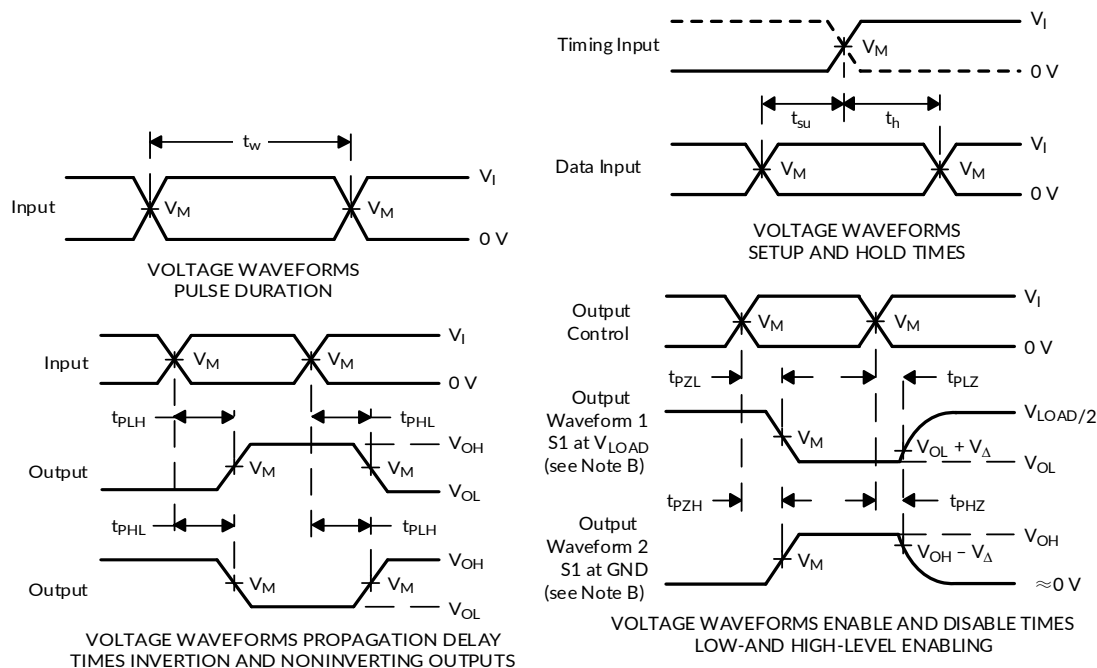 Timing Input
V_I
V_M
0 V
t_su
t_h
Data Input
V_I
V_M
V_M
0 V
VOLTAGE WAVEFORMS
SETUP AND HOLD TIMES
t_w
Input
V_I
V_M
V_M
0 V
VOLTAGE WAVEFORMS
PULSE DURATION
Input
V_I
V_M
V_M
0 V
t_PLH
t_PHL
Output
V_OH
V_M
V_M
V_OL
t_PHL
t_PLH
Output
V_OH
V_M
V_M
V_OL
VOLTAGE WAVEFORMS PROPAGATION DELAY
TIMES INVERTION AND NONINVERTING OUTPUTS
Output
Control
V_I
V_M
V_M
0 V
t_PZL
t_PLZ
Output
Waveform 1
S1 at V_LOAD
(see Note B)
V_LOAD/2
V_M
V_OL + V_Δ
V_OL
t_PZH
t_PHZ
Output
Waveform 2
S1 at GND
(see Note B)
V_OH
V_M
V_OH – V_Δ
≈0 V
VOLTAGE WAVEFORMS ENABLE AND DISABLE TIMES
LOW-AND HIGH-LEVEL ENABLING